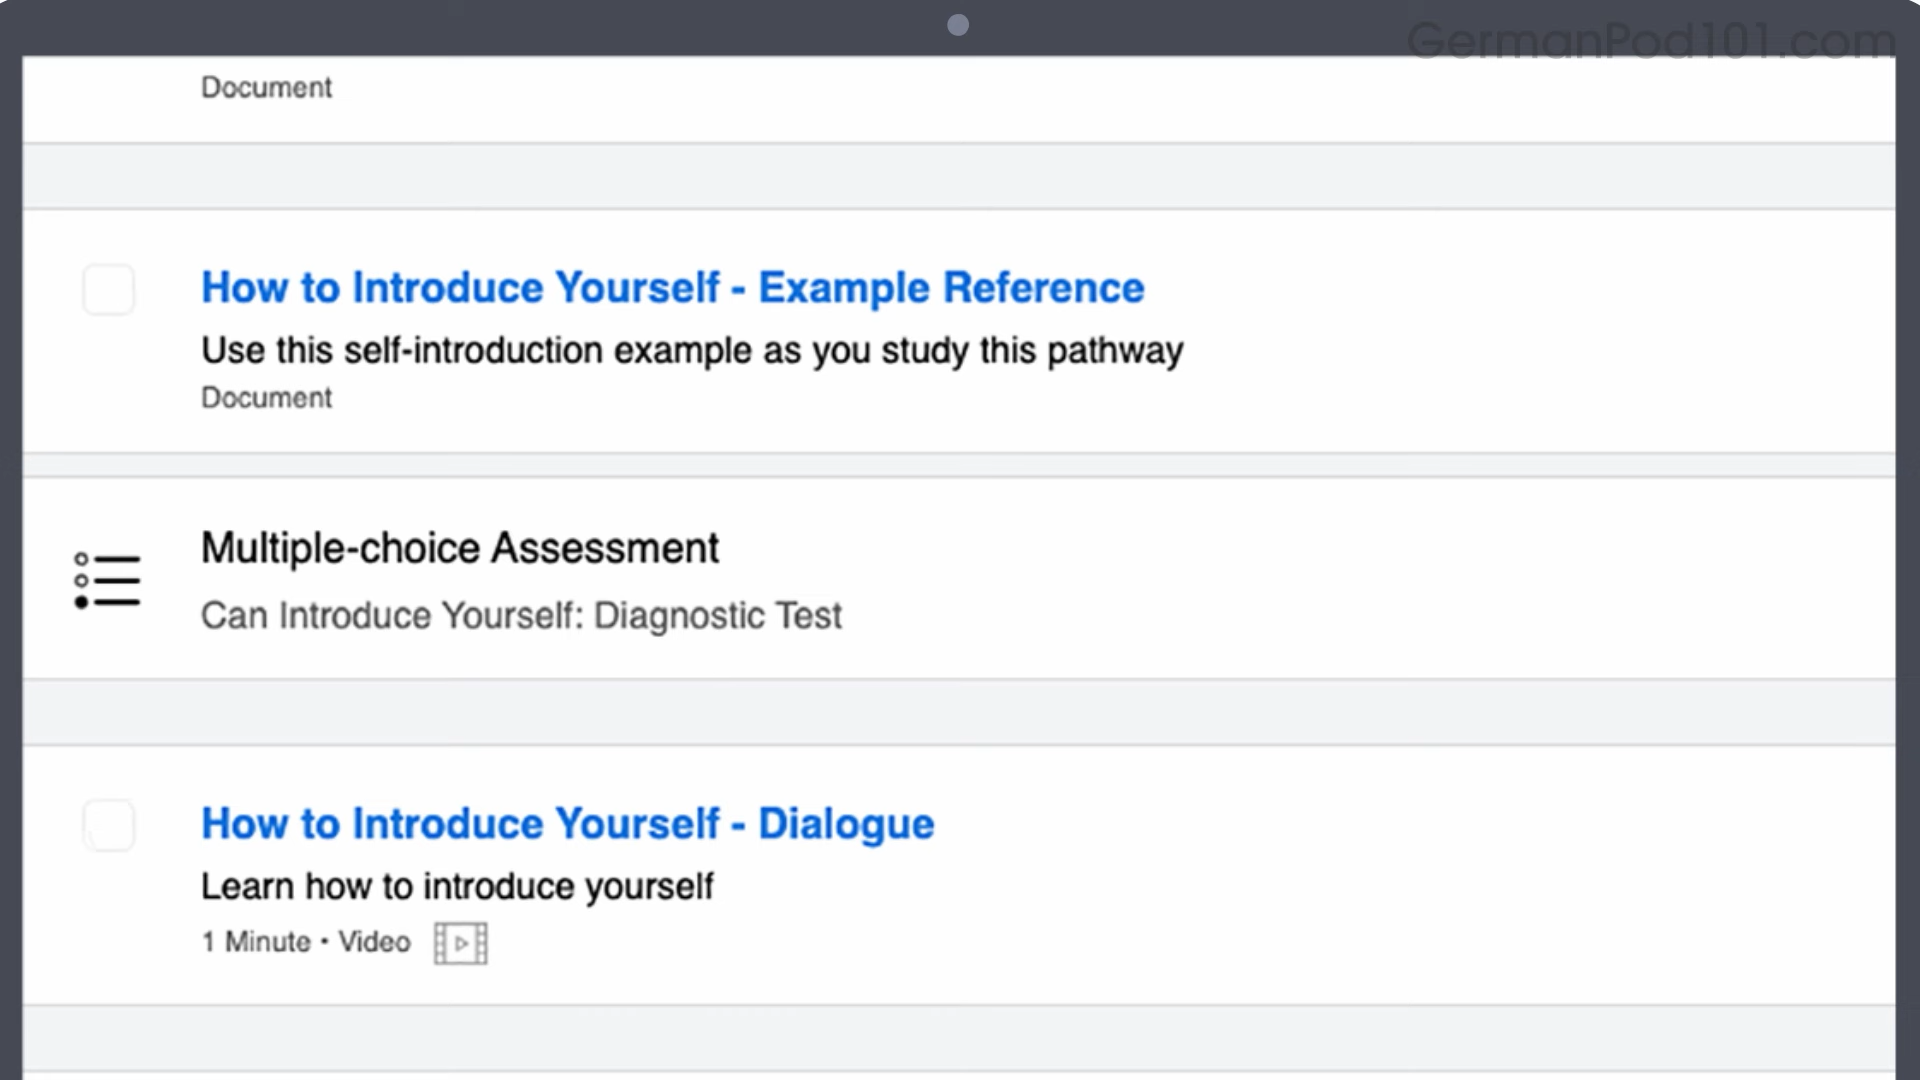 GermanPod101.com
Document
How to Introduce Yourself - Example Reference
Use this self-introduction example as you study this pathway
Document
Multiple-choice Assessment
Can Introduce Yourself: Diagnostic Test
How to Introduce Yourself - Dialogue
Learn how to introduce yourself
1 Minute • Video